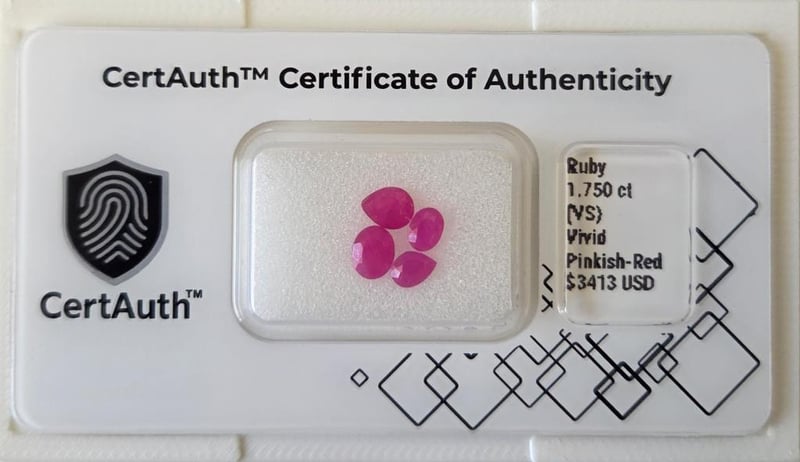 CertAuth™ Certificate of Authenticity
CertAuth™
Ruby
1.750 ct
(VS)
Vivid
Pinkish-Red
$3413 USD